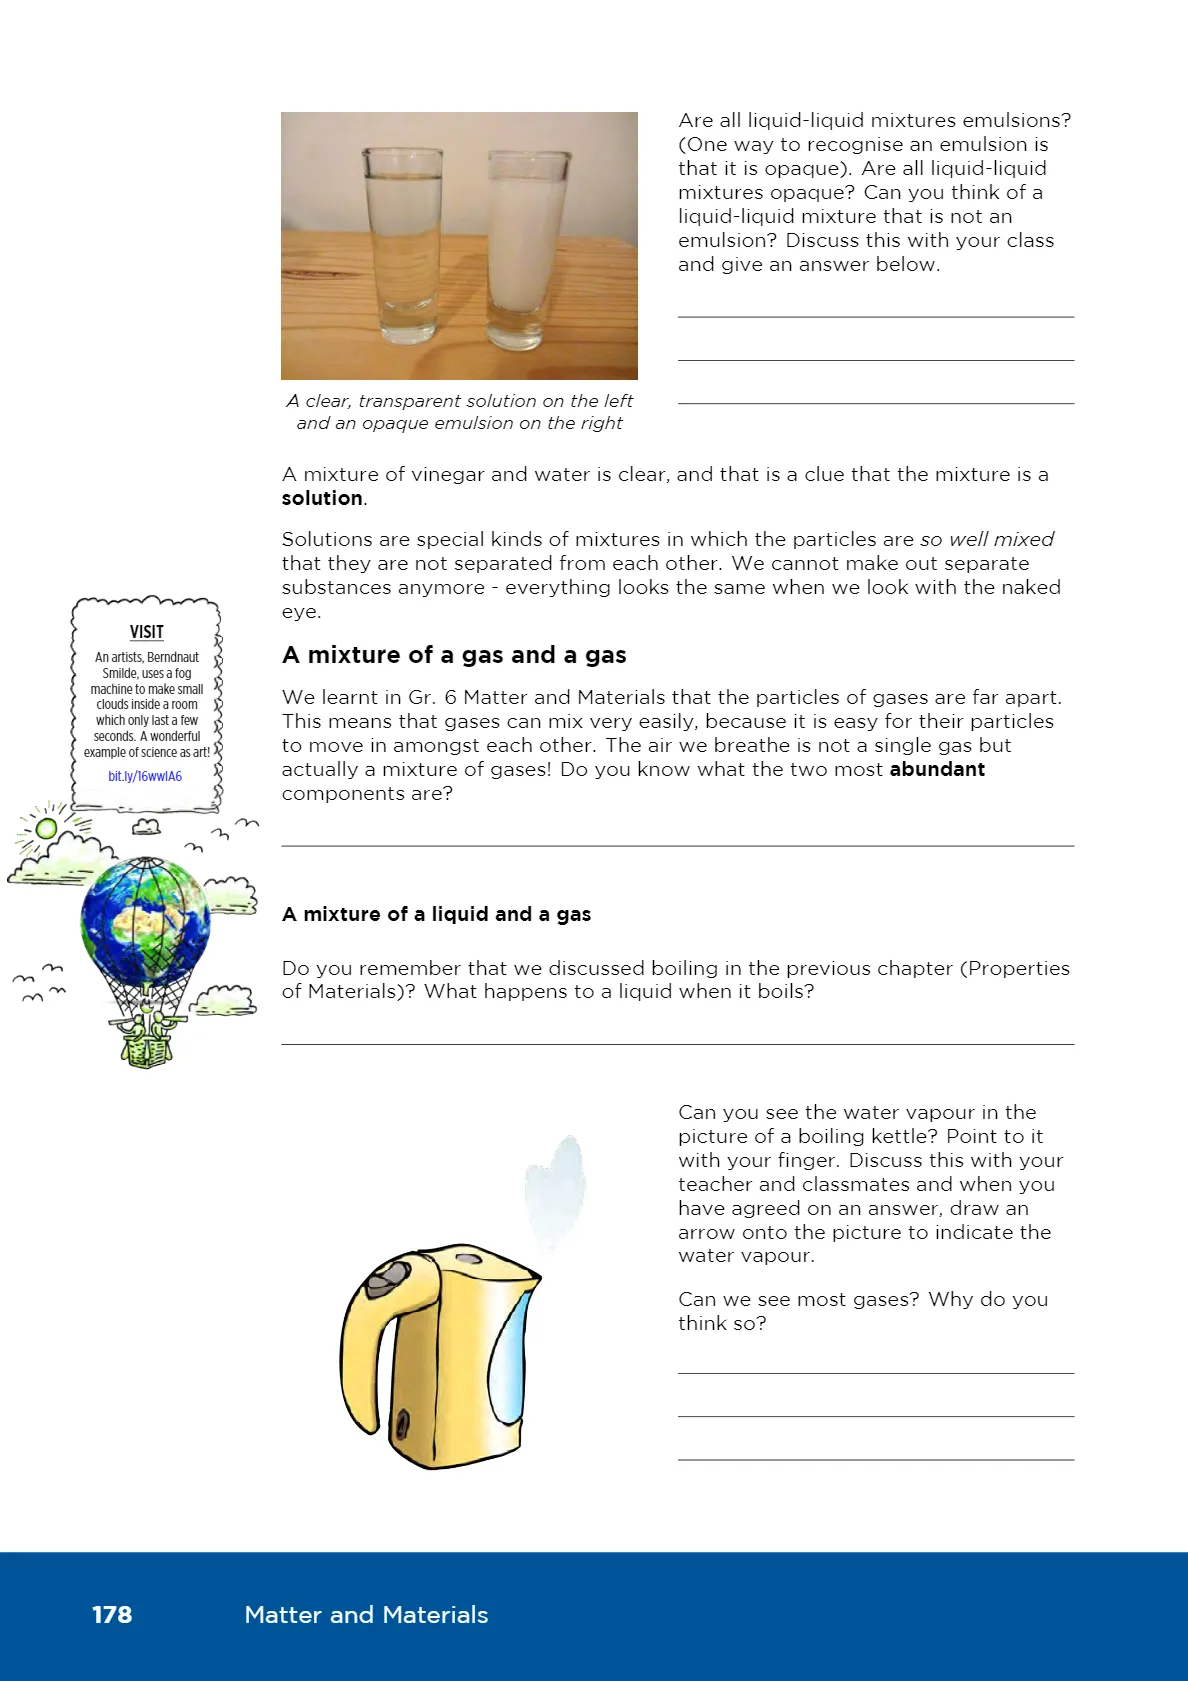 Are all liquid-liquid mixtures emulsions?
(One way to recognise an emulsion is
that it is opaque). Are all liquid-liquid
mixtures opaque? Can you think of a
liquid-liquid mixture that is not an
emulsion? Discuss this with your class
and give an answer below.
A clear, transparent solution on the left
and an opaque emulsion on the right
A mixture of vinegar and water is clear, and that is a clue that the mixture is a
solution.
Solutions are special kinds of mixtures in which the particles are so well mixed
that they are not separated from each other. We cannot make out separate
substances anymore - everything looks the same when we look with the naked
eye.
VISIT
An artists, Berndnaut
Smilde, uses a fog
machine to make small
clouds inside a room
which only last a few
seconds. A wonderful
example of science as art!
bit.ly/16wwIA6
A mixture of a gas and a gas
We learnt in Gr. 6 Matter and Materials that the particles of gases are far apart.
This means that gases can mix very easily, because it is easy for their particles
to move in amongst each other. The air we breathe is not a single gas but
actually a mixture of gases! Do you know what the two most abundant
components are?
A mixture of a liquid and a gas
Do you remember that we discussed boiling in the previous chapter (Properties
of Materials)? What happens to a liquid when it boils?
Can you see the water vapour in the
picture of a boiling kettle? Point to it
with your finger. Discuss this with your
teacher and classmates and when you
have agreed on an answer, draw an
arrow onto the picture to indicate the
water vapour.
Can we see most gases? Why do you
think so?
178 Matter and Materials